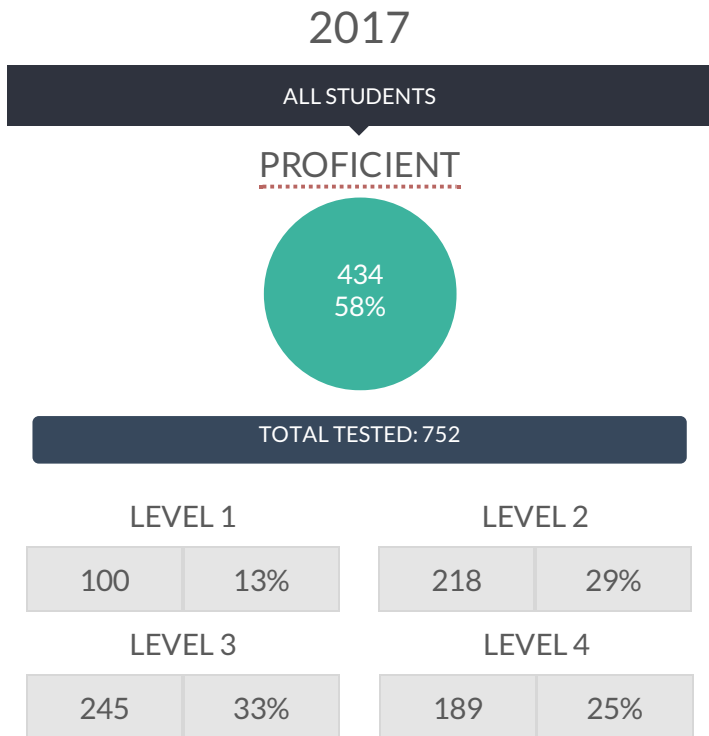 2017
ALL STUDENTS
PROFICIENT
434
58%
TOTAL TESTED: 752
LEVEL 1 LEVEL 2
100 13% 218 29%
LEVEL 3 LEVEL 4
245 33% 189 25%